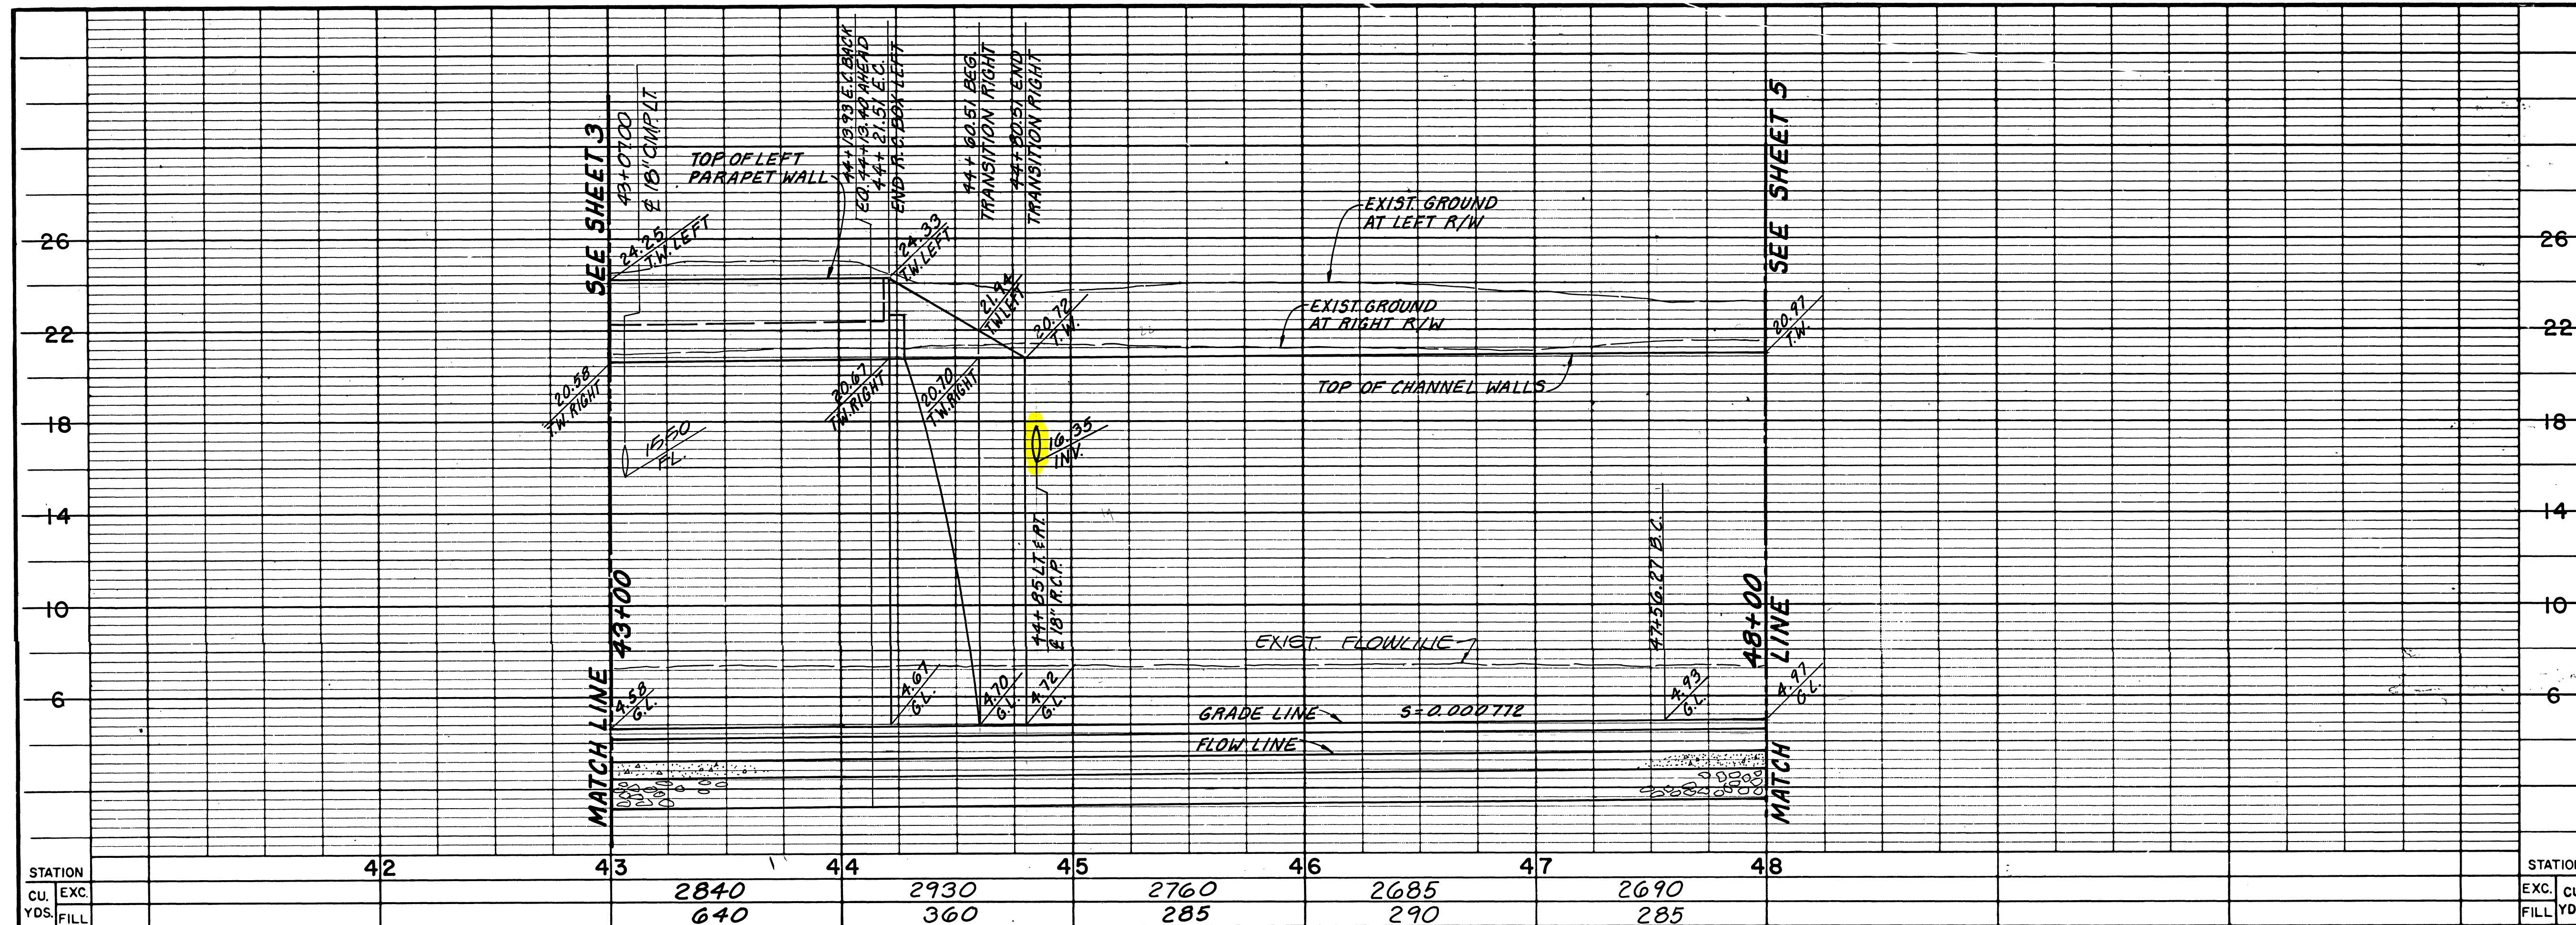 SEE SHEET 3
43+07.00
℄ 18" CMP LT.
TOP OF LEFT
PARAPET WALL
44+13.93 E.C. BACK
EQ. 44+13.40 AHEAD
44+21.51 E.C.
END R.C. BOX LEFT
44+60.51 BEG.
TRANSITION RIGHT
44+80.51 END
TRANSITION RIGHT
SEE SHEET 5
EXIST. GROUND
AT LEFT R/W
EXIST. GROUND
AT RIGHT R/W
26
26
24.25
T.W. LEFT
24.33
T.W. LEFT
21.94
T.W. LEFT
20.72
T.W.
20.97
T.W.
22
22
20.58
T.W. RIGHT
20.67
T.W. RIGHT
20.70
T.W. RIGHT
TOP OF CHANNEL WALLS
18
18
15.50
FL.
16.35
INV.
14
14
44+85 LT. & RT.
℄ 18" R.C.P.
47+56.27 B.C.
10
10
MATCH LINE 43+00
48+00
MATCH LINE
EXIST. FLOWLINE
6
6
4.58
G.L.
4.67
G.L.
4.70
G.L.
4.72
G.L.
4.93
G.L.
4.97
G.L.
GRADE LINE S=0.000772
FLOW LINE
STATION 42 43 44 45 46 47 48 STATION
CU. YDS. EXC. 2840 2930 2760 2685 2690 EXC. CU
FILL 640 360 285 290 285 FILL YD